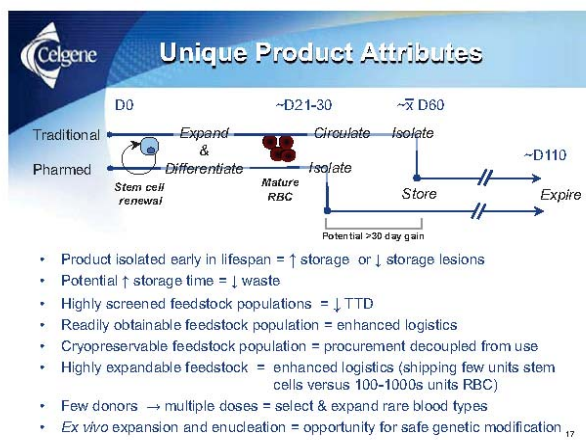 Celgene
Unique Product Attributes
D0 ~D21-30 ~x̅ D60
Traditional Expand Circulate Isolate
& ~D110
Pharmed Differentiate Isolate
Stem cell renewal Mature RBC Store Expire
Potential >30 day gain
• Product isolated early in lifespan = ↑ storage or ↓ storage lesions
• Potential ↑ storage time = ↓ waste
• Highly screened feedstock populations = ↓ TTD
• Readily obtainable feedstock population = enhanced logistics
• Cryopreservable feedstock population = procurement decoupled from use
• Highly expandable feedstock = enhanced logistics (shipping few units stem
cells versus 100-1000s units RBC)
• Few donors → multiple doses = select & expand rare blood types
• Ex vivo expansion and enucleation = opportunity for safe genetic modification
17